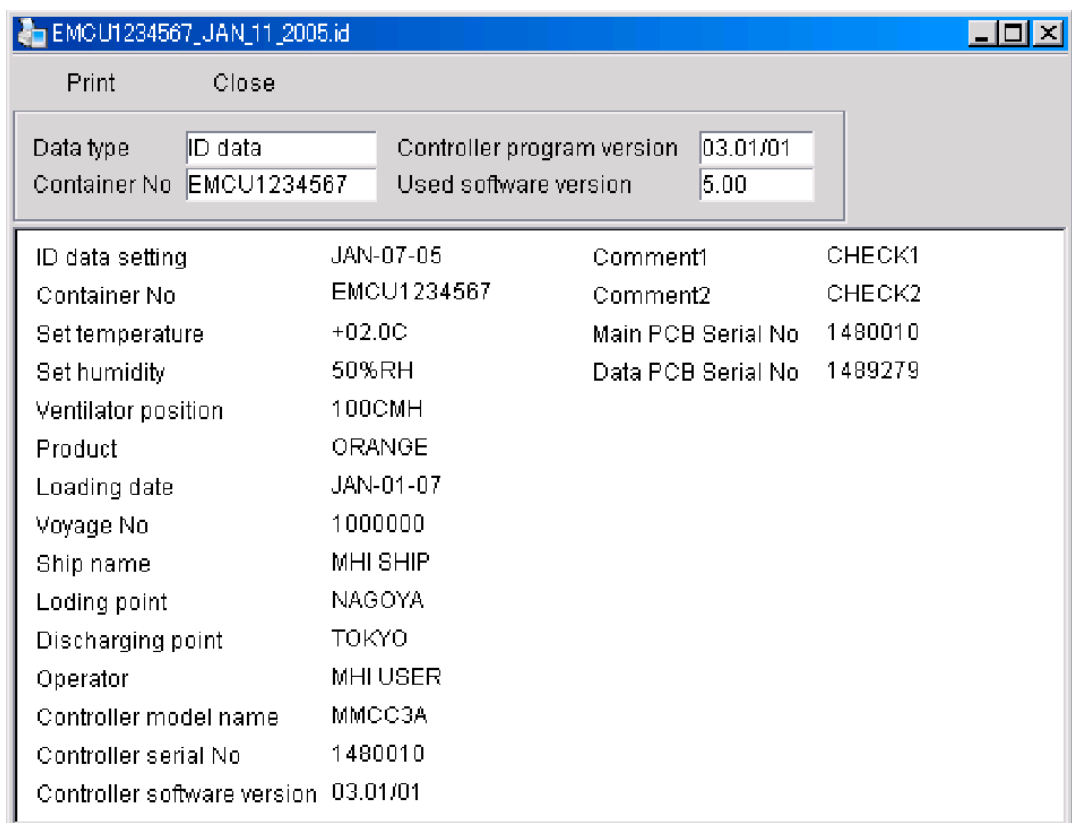 EMCU1234567_JAN_11_2005.id
Print Close
Data type ID data Controller program version 03.01/01
Container No EMCU1234567 Used software version 5.00
ID data setting JAN-07-05 Comment1 CHECK1
Container No EMCU1234567 Comment2 CHECK2
Set temperature +02.0C Main PCB Serial No 1480010
Set humidity 50%RH Data PCB Serial No 1489279
Ventilator position 100CMH
Product ORANGE
Loading date JAN-01-07
Voyage No 1000000
Ship name MHI SHIP
Loding point NAGOYA
Discharging point TOKYO
Operator MHI USER
Controller model name MMCC3A
Controller serial No 1480010
Controller software version 03.01/01